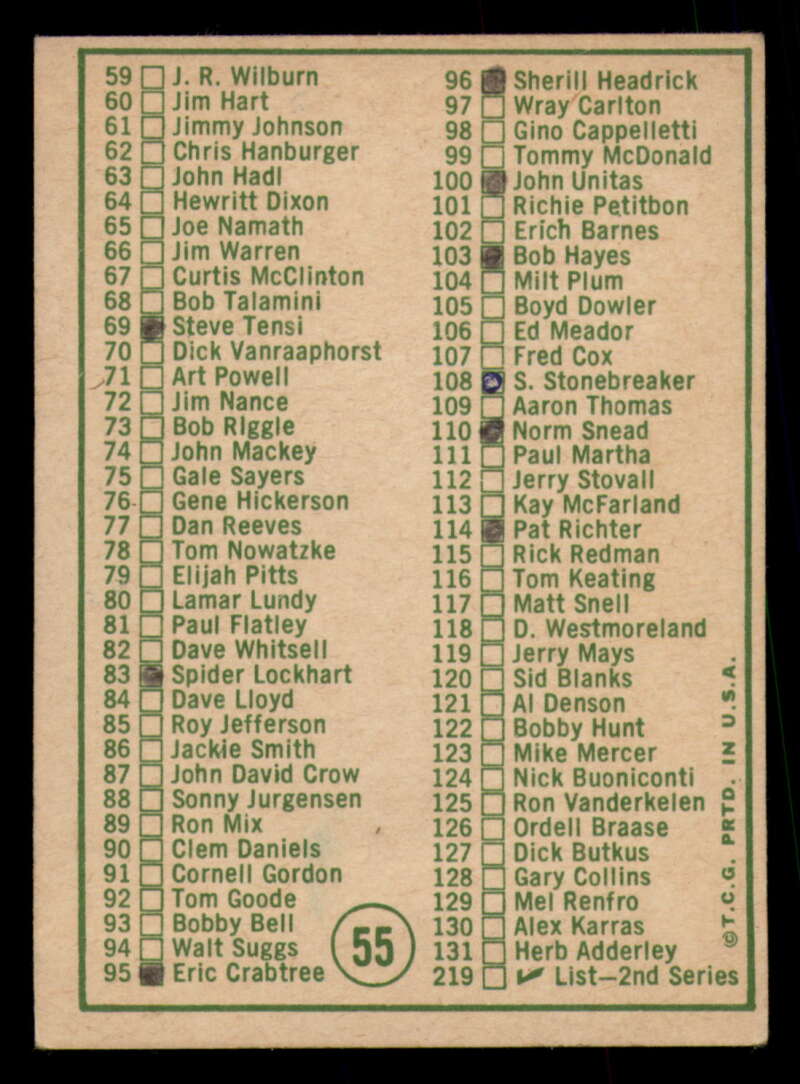 59 J. R. Wilburn
60 Jim Hart
61 Jimmy Johnson
62 Chris Hanburger
63 John Hadl
64 Hewritt Dixon
65 Joe Namath
66 Jim Warren
67 Curtis McClinton
68 Bob Talamini
69 Steve Tensi
70 Dick Vanraaphorst
71 Art Powell
72 Jim Nance
73 Bob RIggle
74 John Mackey
75 Gale Sayers
76 Gene Hickerson
77 Dan Reeves
78 Tom Nowatzke
79 Elijah Pitts
80 Lamar Lundy
81 Paul Flatley
82 Dave Whitsell
83 Spider Lockhart
84 Dave Lloyd
85 Roy Jefferson
86 Jackie Smith
87 John David Crow
88 Sonny Jurgensen
89 Ron Mix
90 Clem Daniels
91 Cornell Gordon
92 Tom Goode
93 Bobby Bell
94 Walt Suggs
95 Eric Crabtree
55
96 Sherill Headrick
97 Wray Carlton
98 Gino Cappelletti
99 Tommy McDonald
100 John Unitas
101 Richie Petitbon
102 Erich Barnes
103 Bob Hayes
104 Milt Plum
105 Boyd Dowler
106 Ed Meador
107 Fred Cox
108 S. Stonebreaker
109 Aaron Thomas
110 Norm Snead
111 Paul Martha
112 Jerry Stovall
113 Kay McFarland
114 Pat Richter
115 Rick Redman
116 Tom Keating
117 Matt Snell
118 D. Westmoreland
119 Jerry Mays
120 Sid Blanks
121 Al Denson
122 Bobby Hunt
123 Mike Mercer
124 Nick Buoniconti
125 Ron Vanderkelen
126 Ordell Braase
127 Dick Butkus
128 Gary Collins
129 Mel Renfro
130 Alex Karras
131 Herb Adderley
219 ✔ List—2nd Series
©T.C.G. PRTD. IN U.S.A.